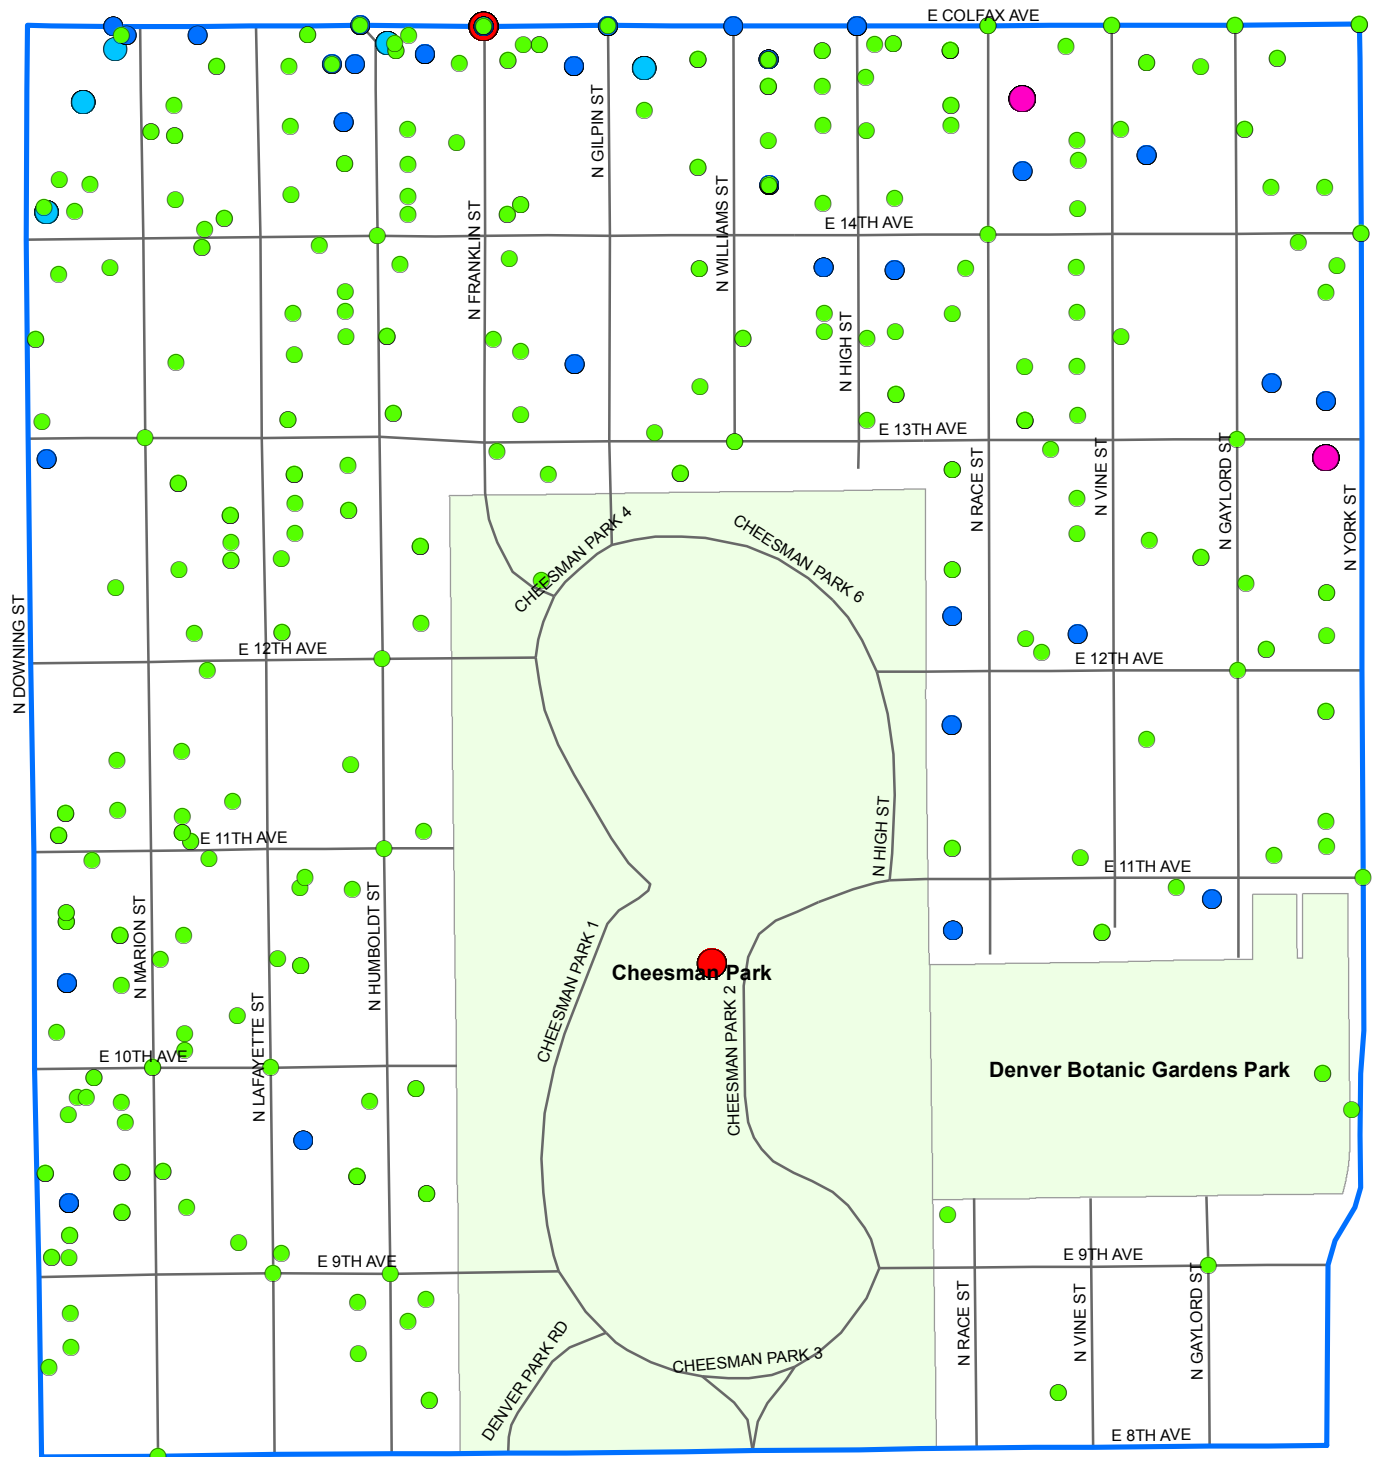 E COLFAX AVE
N GILPIN ST
N WILLIAMS ST
N FRANKLIN ST
E 14TH AVE
N HIGH ST
E 13TH AVE
N RACE ST
N VINE ST
N GAYLORD ST
N YORK ST
CHEESMAN PARK 4
CHEESMAN PARK 6
N DOWNING ST
E 12TH AVE
E 12TH AVE
N HIGH ST
E 11TH AVE
E 11TH AVE
N MARION ST
N HUMBOLDT ST
CHEESMAN PARK 1
Cheesman Park
CHEESMAN PARK 2
N LAFAYETTE ST
E 10TH AVE
Denver Botanic Gardens Park
E 9TH AVE
E 9TH AVE
N RACE ST
N VINE ST
N GAYLORD ST
DENVER PARK RD
CHEESMAN PARK 3
E 8TH AVE